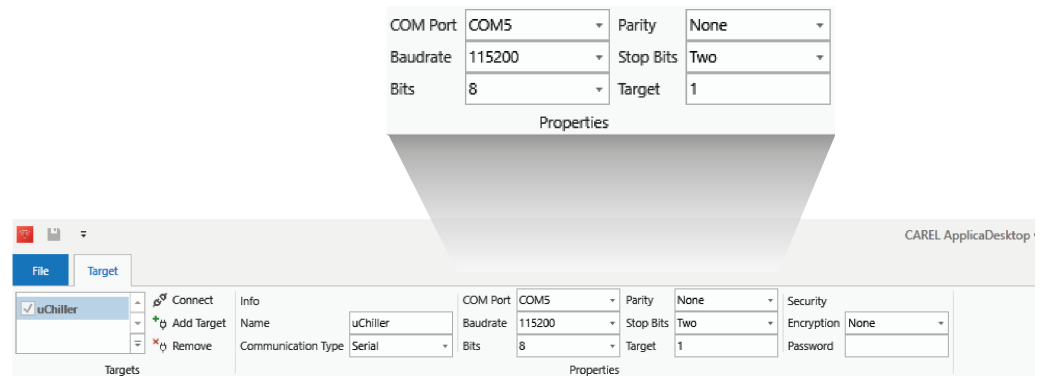 COM Port COM5 Parity None
Baudrate 115200 Stop Bits Two
Bits 8 Target 1
Properties
CAREL ApplicaDesktop
File Target
uChiller Connect Info COM Port COM5 Parity None Security
Add Target Name uChiller Baudrate 115200 Stop Bits Two Encryption None
Remove Communication Type Serial Bits 8 Target 1 Password
Targets Properties